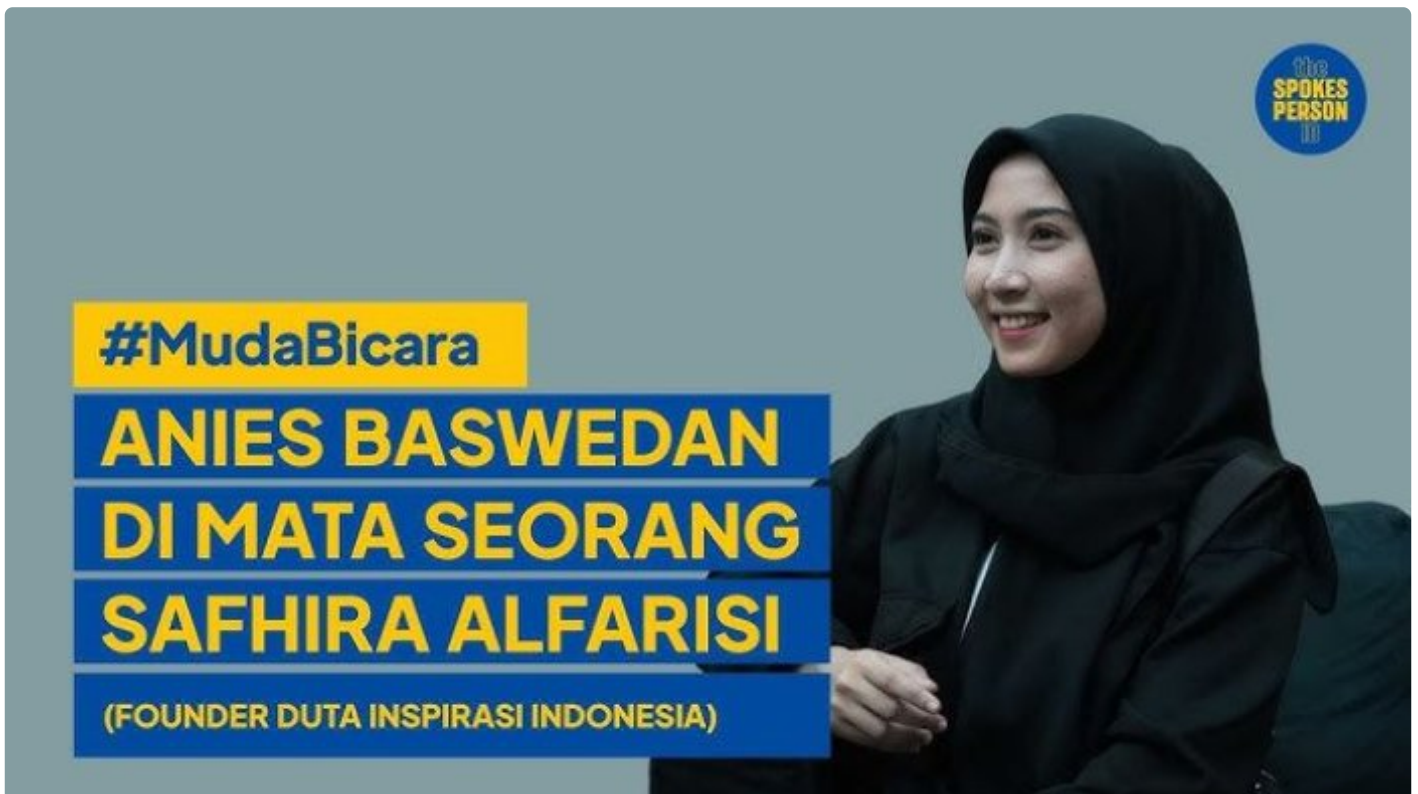 the
SPOKES
PERSON
id
#MudaBicara
ANIES BASWEDAN
DI MATA SEORANG
SAFHIRA ALFARISI
(FOUNDER DUTA INSPIRASI INDONESIA)